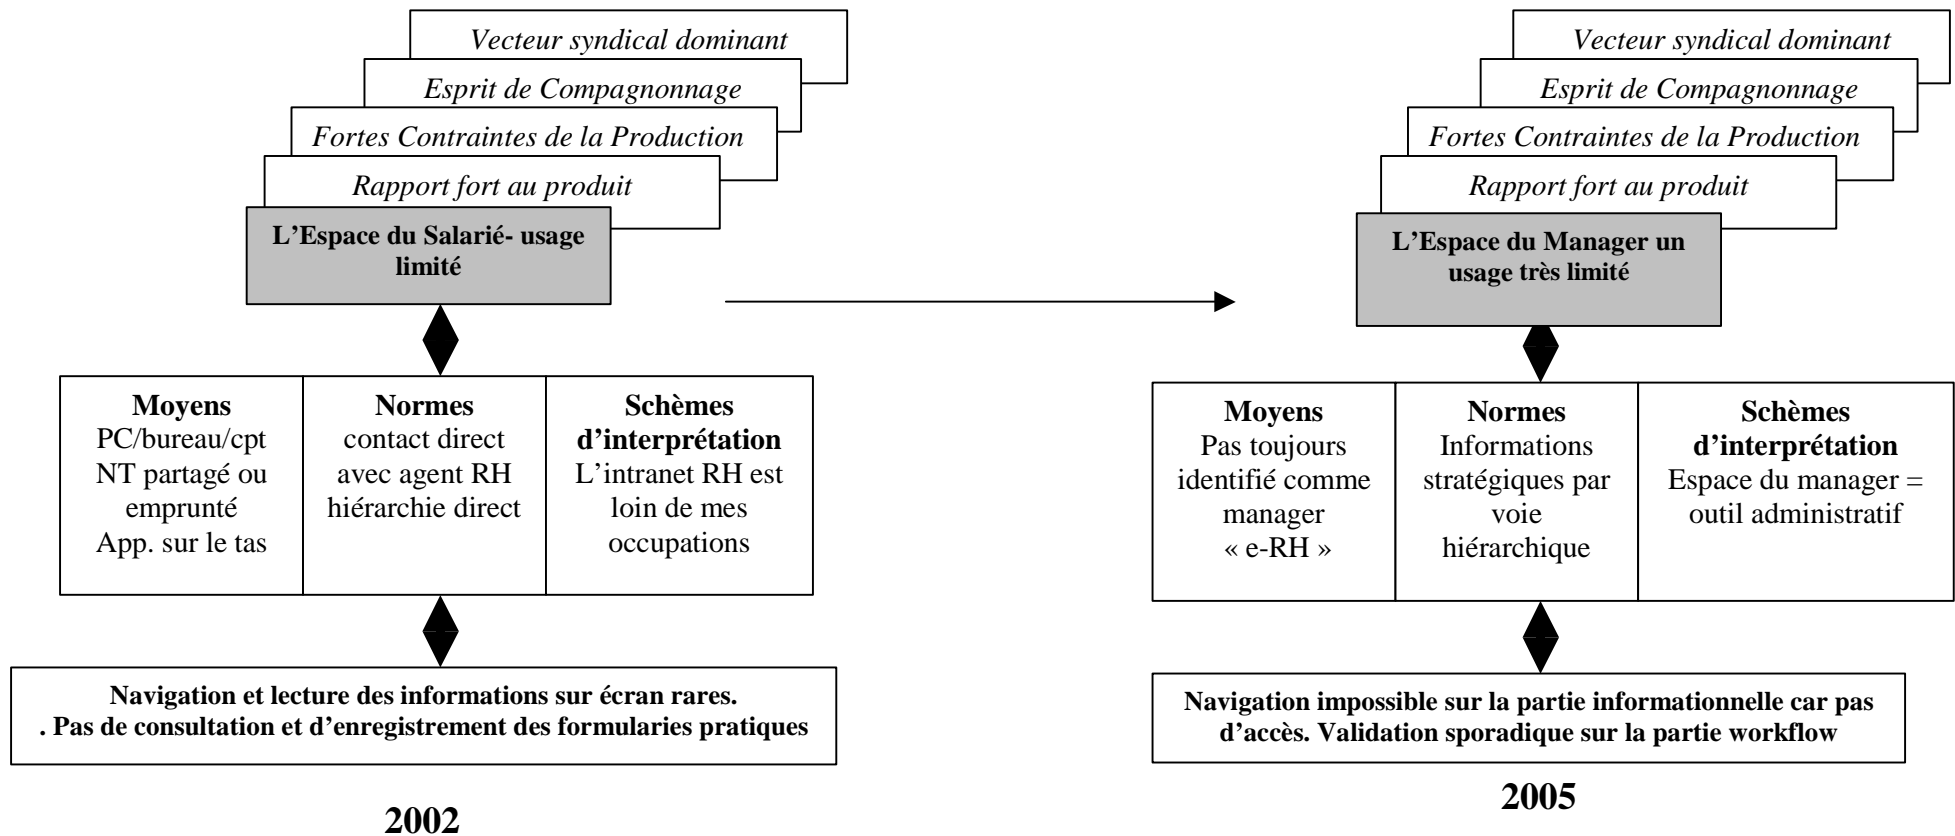 Vecteur syndical dominant
Esprit de Compagnonnage
Fortes Contraintes de la Production
Rapport fort au produit
L’Espace du Salarié- usage
limité
Moyens
PC/bureau/cpt
NT partagé ou
emprunté
App. sur le tas
Normes
contact direct
avec agent RH
hiérarchie direct
Schèmes
d’interprétation
L’intranet RH est
loin de mes
occupations
Navigation et lecture des informations sur écran rares.
. Pas de consultation et d’enregistrement des formularies pratiques
2002
Vecteur syndical dominant
Esprit de Compagnonnage
Fortes Contraintes de la Production
Rapport fort au produit
L’Espace du Manager un
usage très limité
Moyens
Pas toujours
identifié comme
manager
« e-RH »
Normes
Informations
stratégiques par
voie
hiérarchique
Schèmes
d’interprétation
Espace du manager =
outil administratif
Navigation impossible sur la partie informationnelle car pas
d’accès. Validation sporadique sur la partie workflow
2005